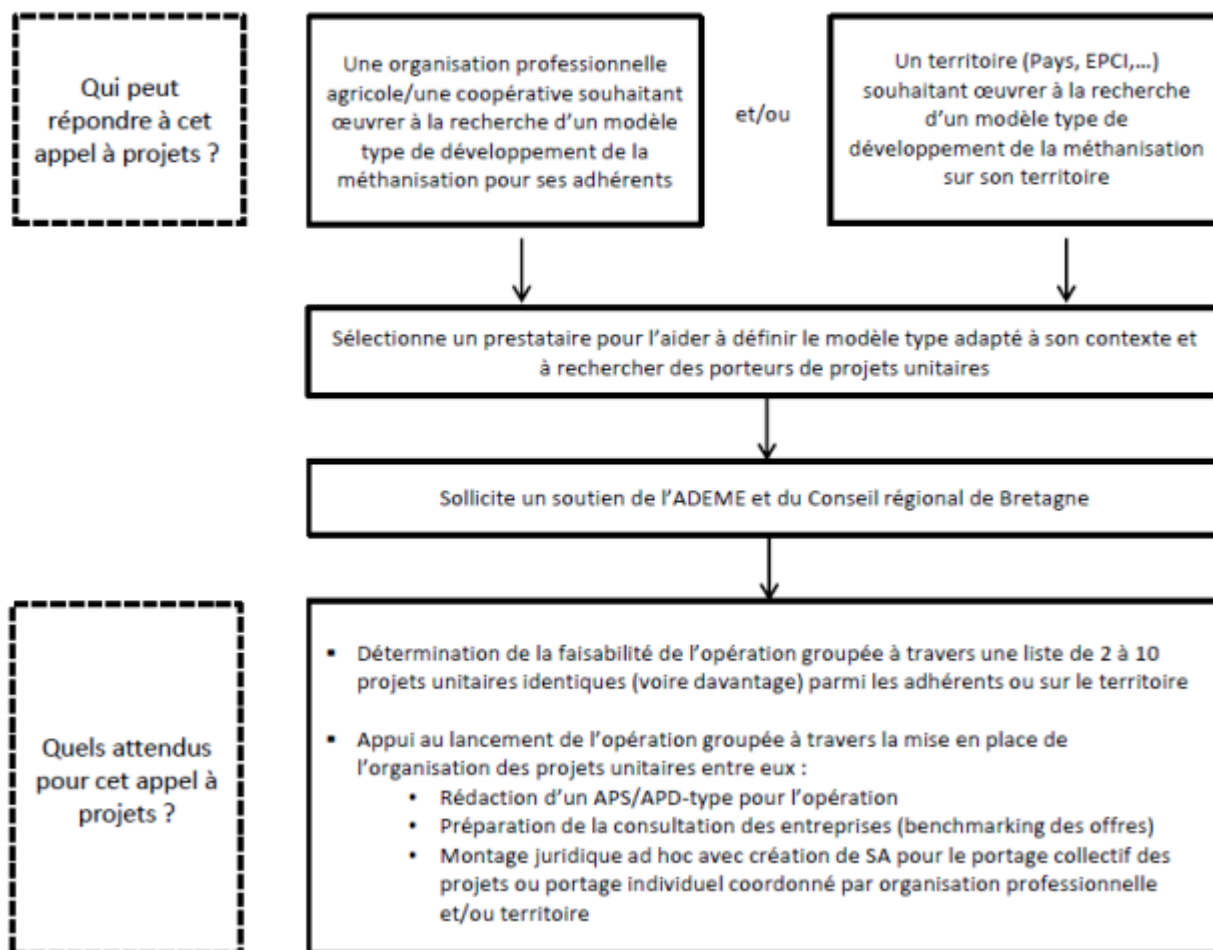 Qui peut
répondre à cet
appel à projets ?
Une organisation professionnelle
agricole/une coopérative souhaitant
œuvrer à la recherche d'un modèle
type de développement de la
méthanisation pour ses adhérents
et/ou
Un territoire (Pays, EPCI,...)
souhaitant œuvrer à la recherche
d'un modèle type de
développement de la méthanisation
sur son territoire
Sélectionne un prestataire pour l'aider à définir le modèle type adapté à son contexte et
à rechercher des porteurs de projets unitaires
Sollicite un soutien de l'ADEME et du Conseil régional de Bretagne
Quels attendus
pour cet appel à
projets ?
▪ Détermination de la faisabilité de l'opération groupée à travers une liste de 2 à 10
projets unitaires identiques (voire davantage) parmi les adhérents ou sur le territoire
▪ Appui au lancement de l'opération groupée à travers la mise en place de
l'organisation des projets unitaires entre eux :
• Rédaction d'un APS/APD-type pour l'opération
• Préparation de la consultation des entreprises (benchmarking des offres)
• Montage juridique ad hoc avec création de SA pour le portage collectif des
projets ou portage individuel coordonné par organisation professionnelle
et/ou territoire